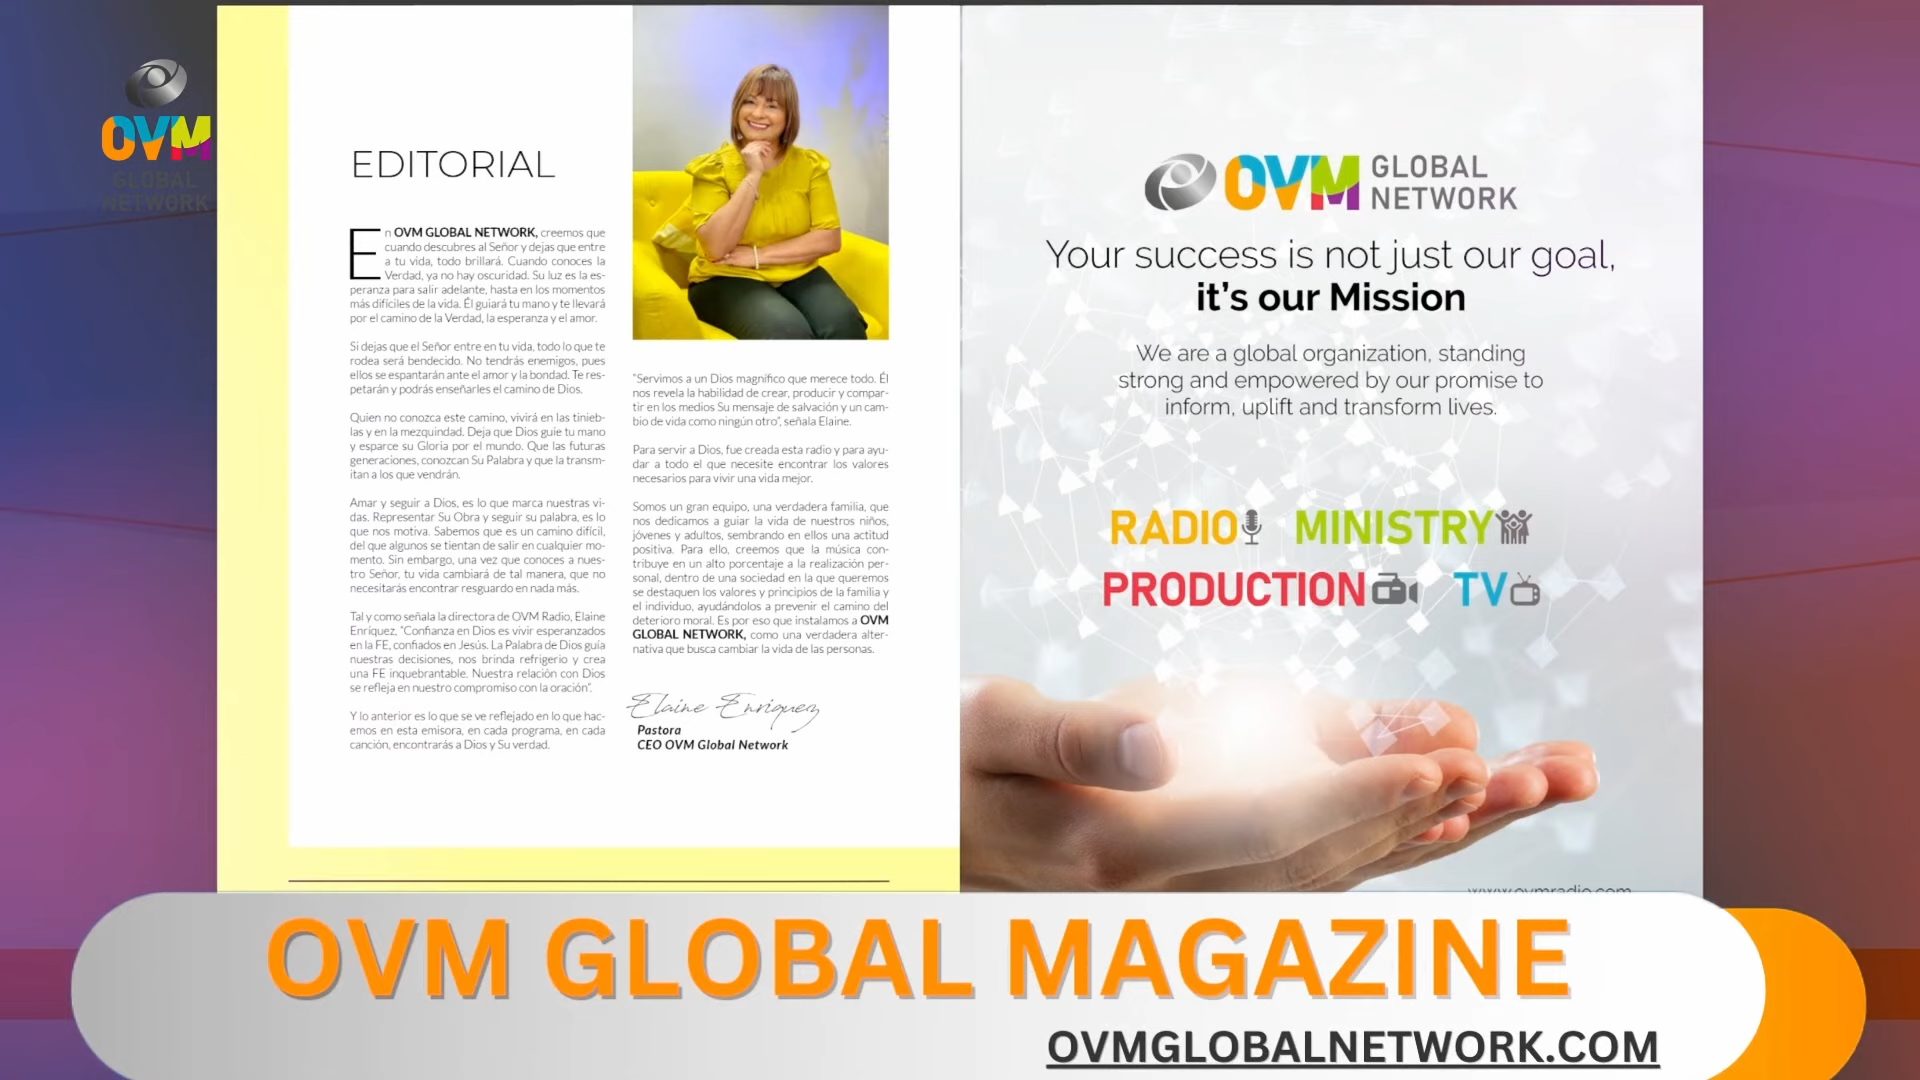 OVM
GLOBAL
NETWORK
EDITORIAL
En OVM GLOBAL NETWORK, creemos que
cuando descubres al Señor y dejas que entre
a tu vida, todo brillará. Cuando conoces la
Verdad, ya no hay oscuridad. Su luz es la es-
peranza para salir adelante, hasta en los momentos
más difíciles de la vida. Él guiará tu mano y te llevará
por el camino de la Verdad, la esperanza y el amor.
Si dejas que el Señor entre en tu vida, todo lo que te
rodea será bendecido. No tendrás enemigos, pues
ellos se espantarán ante el amor y la bondad. Te res-
petarán y podrás enseñarles el camino de Dios.
Quien no conozca este camino, vivirá en las tinieb-
las y en la mezquindad. Deja que Dios guíe tu mano
y esparce su Gloria por el mundo. Que las futuras
generaciones, conozcan Su Palabra y que la transm-
itan a los que vendrán.
Amar y seguir a Dios, es lo que marca nuestras vi-
das. Representar Su Obra y seguir su palabra, es lo
que nos motiva. Sabemos que es un camino difícil,
del que algunos se tientan de salir en cualquier mo-
mento. Sin embargo, una vez que conoces a nues-
tro Señor, tu vida cambiará de tal manera, que no
necesitarás encontrar resguardo en nada más.
Tal y como señala la directora de OVM Radio, Elaine
Enríquez, "Confianza en Dios es vivir esperanzados
en la FE, confiados en Jesús. La Palabra de Dios guía
nuestras decisiones, nos brinda refrigerio y crea
una FE inquebrantable. Nuestra relación con Dios
se refleja en nuestro compromiso con la oración".
Y lo anterior es lo que se ve reflejado en lo que hac-
emos en esta emisora, en cada programa, en cada
canción, encontrarás a Dios y Su verdad.
"Servimos a un Dios magnífico que merece todo. Él
nos revela la habilidad de crear, producir y compar-
tir en los medios Su mensaje de salvación y un cam-
bio de vida como ningún otro", señala Elaine.
Para servir a Dios, fue creada esta radio y para ayu-
dar a todo el que necesite encontrar los valores
necesarios para vivir una vida mejor.
Somos un gran equipo, una verdadera familia, que
nos dedicamos a guiar la vida de nuestros niños,
jóvenes y adultos, sembrando en ellos una actitud
positiva. Para ello, creemos que la música con-
tribuye en un alto porcentaje a la realización per-
sonal, dentro de una sociedad en la que queremos
se destaquen los valores y principios de la familia y
el individuo, ayudándolos a prevenir el camino del
deterioro moral. Es por eso que instalamos a OVM
GLOBAL NETWORK, como una verdadera alter-
nativa que busca cambiar la vida de las personas.
Elaine Enriquez
Pastora
CEO OVM Global Network
OVM GLOBAL
NETWORK
Your success is not just our goal,
it's our Mission
We are a global organization, standing
strong and empowered by our promise to
inform, uplift and transform lives.
RADIO MINISTRY
PRODUCTION TV
www.ovmradio.com
OVM GLOBAL MAGAZINE
OVMGLOBALNETWORK.COM